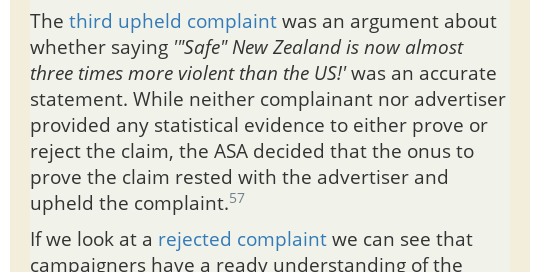 The third upheld complaint was an argument about
whether saying '"Safe" New Zealand is now almost
three times more violent than the US!' was an accurate
statement. While neither complainant nor advertiser
provided any statistical evidence to either prove or
reject the claim, the ASA decided that the onus to
prove the claim rested with the advertiser and
upheld the complaint.57
If we look at a rejected complaint we can see that
campaigners have a ready understanding of the